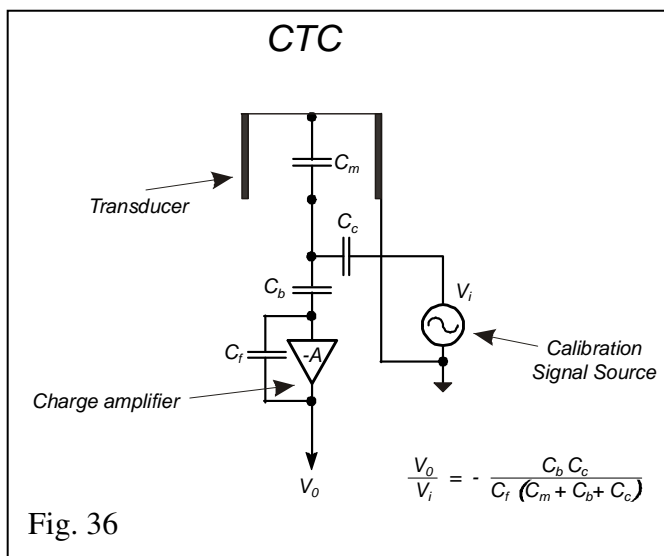 CTC
C_m
Transducer
C_c
C_b
V_i
C_f
-A
Calibration
Signal Source
Charge amplifier
V_0
V_0 / V_i = - C_b C_c / C_f (C_m + C_b + C_c)
Fig. 36